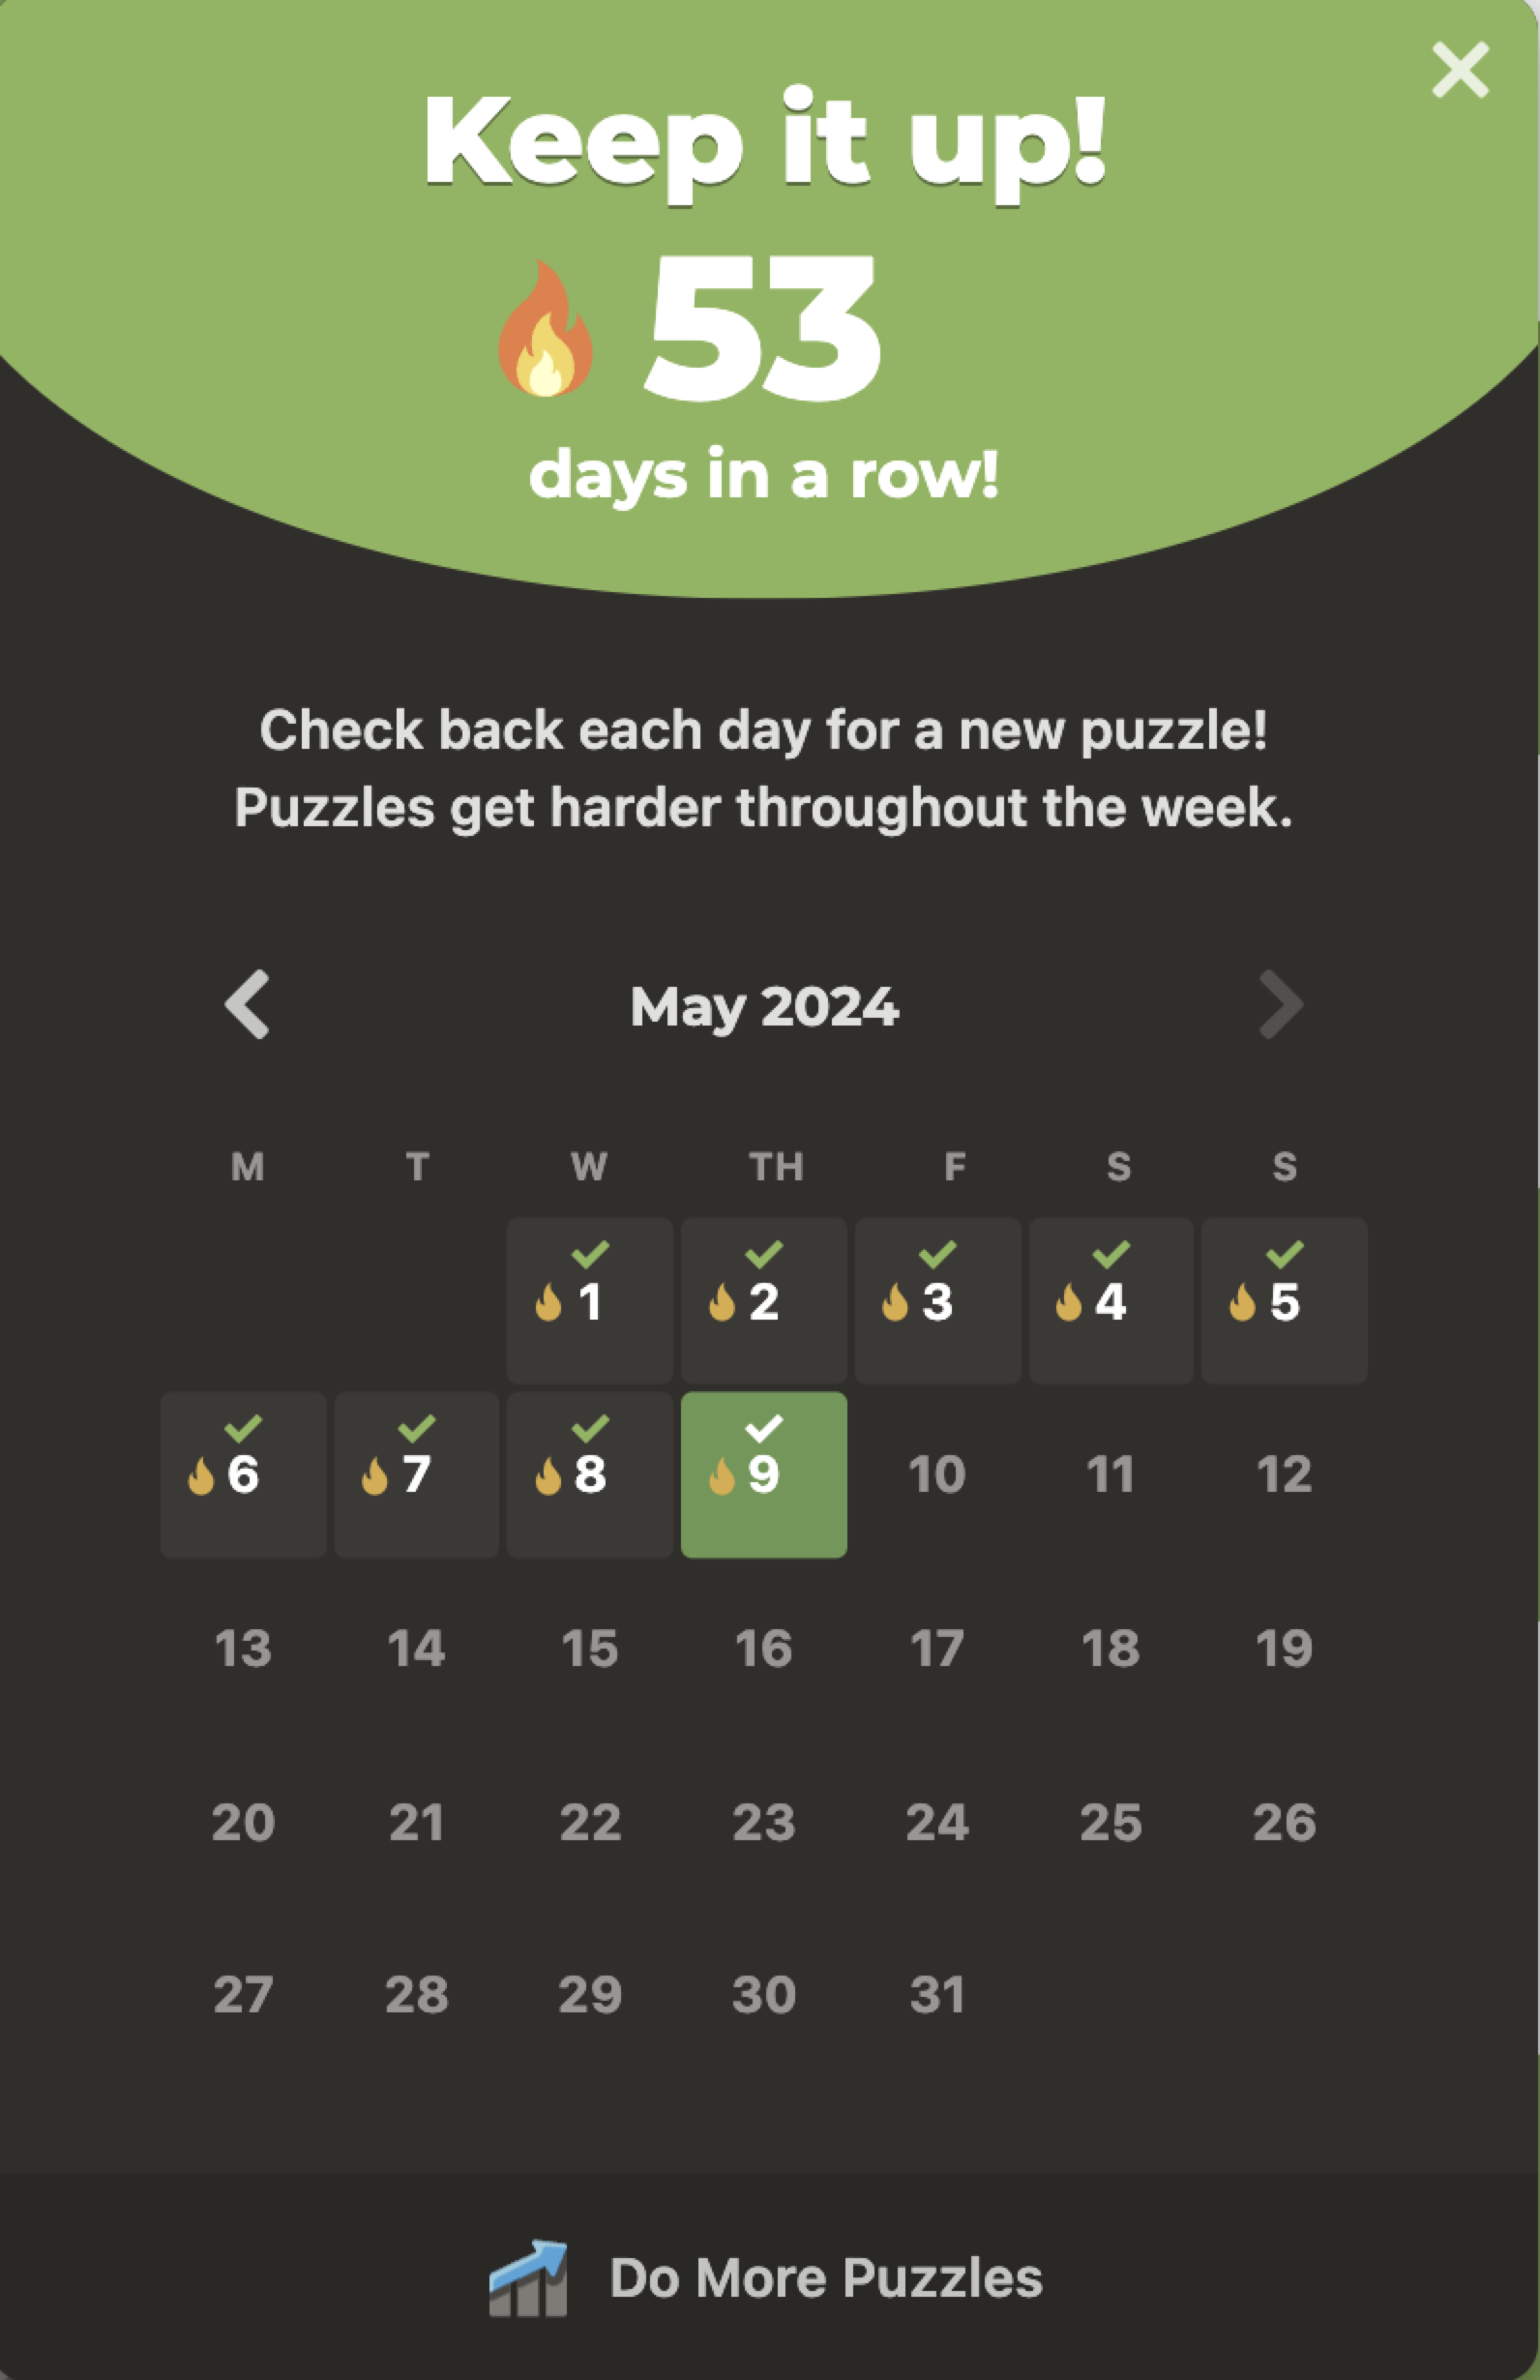 Keep it up!
53
days in a row!
Check back each day for a new puzzle!
Puzzles get harder throughout the week.
May 2024
M T W TH F S S
1 2 3 4 5
6 7 8 9 10 11 12
13 14 15 16 17 18 19
20 21 22 23 24 25 26
27 28 29 30 31
Do More Puzzles